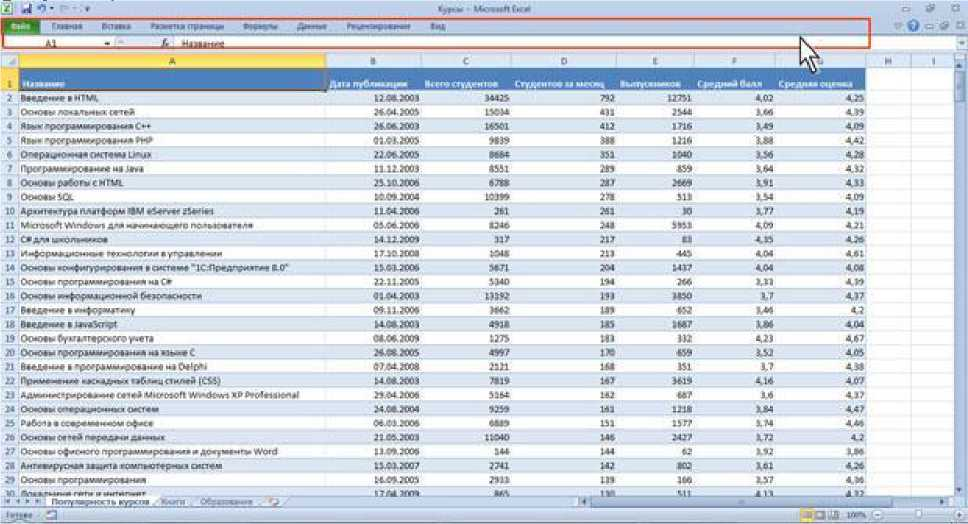 Курсы - Microsoft Excel
Файл Главная Вставка Разметка страницы Формулы Данные Рецензирование Вид
A1 fx Название
A B C D E F G H I
1 Название Дата публикации Всего студентов Студентов за месяц Выпускников Средний балл Средняя оценка
2 Введение в HTML 12.08.2003 34425 792 12751 4,02 4,25
3 Основы локальных сетей 26.04.2005 15034 431 2544 3,66 4,39
4 Язык программирования C++ 26.06.2003 16501 412 1716 3,49 4,09
5 Язык программирования PHP 01.03.2005 9839 388 1216 3,88 4,42
6 Операционная система Linux 22.06.2005 8684 351 1040 3,56 4,28
7 Программирование на Java 11.12.2003 8551 289 859 3,64 4,32
8 Основы работы с HTML 25.10.2006 6788 287 2669 3,91 4,33
9 Основы SQL 10.09.2004 10399 278 513 3,54 4,09
10 Архитектура платформ IBM eServer zSeries 11.04.2006 261 261 30 3,77 4,19
11 Microsoft Windows для начинающего пользователя 05.06.2006 8246 248 5953 4,09 4,21
12 C# для школьников 14.12.2009 317 217 83 4,35 4,26
13 Информационные технологии в управлении 17.10.2008 1048 213 445 4,04 4,61
14 Основы конфигурирования в системе "1С:Предприятие 8.0" 15.03.2006 5671 204 1437 4,04 4,08
15 Основы программирования на C# 22.11.2005 5340 194 266 3,33 4,39
16 Основы информационной безопасности 01.04.2003 13192 193 3850 3,7 4,37
17 Введение в информатику 09.11.2006 3662 189 652 3,46 4,2
18 Введение в JavaScript 14.08.2003 4918 185 1687 3,86 4,04
19 Основы бухгалтерского учета 08.06.2009 1275 183 332 4,23 4,67
20 Основы программирования на языке C 26.08.2005 4997 170 659 3,52 4,05
21 Введение в программирование на Delphi 07.04.2008 2121 168 351 3,7 4,38
22 Применение каскадных таблиц стилей (CSS) 14.08.2003 7819 167 3619 4,16 4,07
23 Администрирование сетей Microsoft Windows XP Professional 29.04.2006 5164 162 687 3,6 4,37
24 Основы операционных систем 24.08.2004 9259 161 1218 3,84 4,47
25 Работа в современном офисе 06.03.2006 6889 151 1577 3,74 4,46
26 Основы сетей передачи данных 21.05.2003 11040 146 2427 3,72 4,2
27 Основы офисного программирования и документы Word 13.09.2006 144 144 62 3,92 3,86
28 Антивирусная защита компьютерных систем 15.03.2007 2741 142 802 3,61 4,26
29 Основы программирования 16.09.2005 2933 139 166 3,57 4,36
30 Локальные сети и интернет 17.04.2009 865 130 511 4,13 4,32
Популярность курсов Книги Образование
Готово 100%